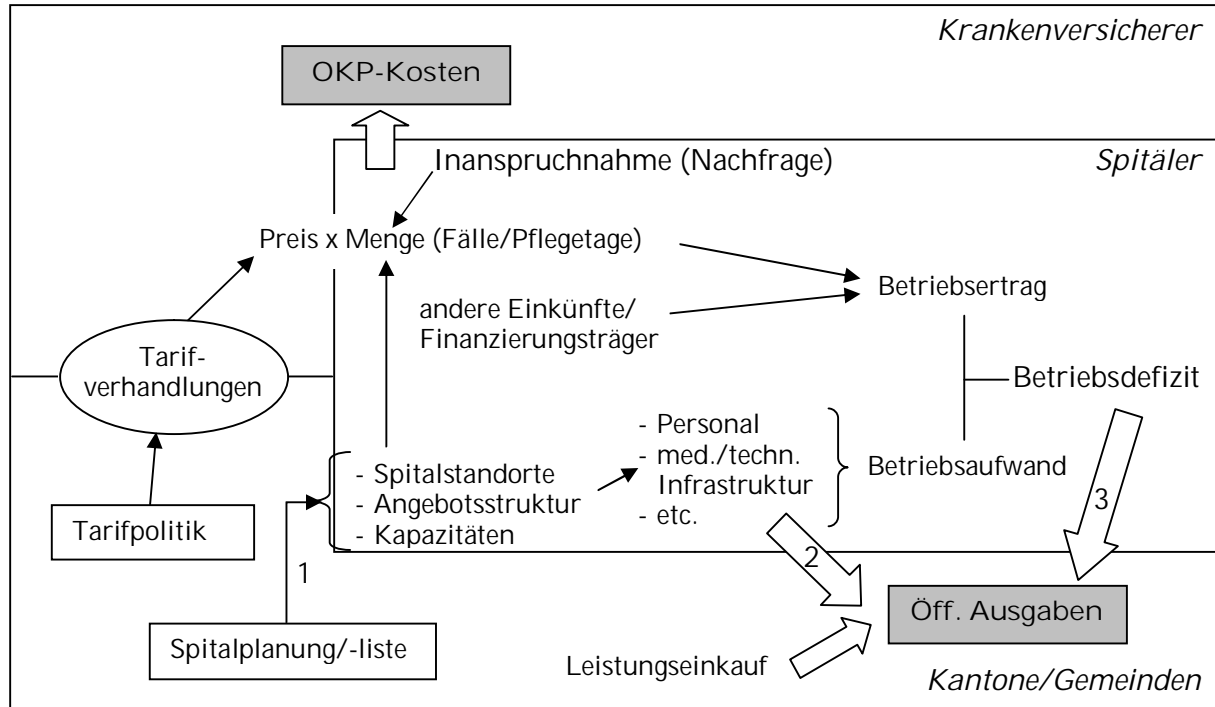 Krankenversicherer
OKP-Kosten
Inanspruchnahme (Nachfrage)
Spitäler
Preis x Menge (Fälle/Pflegetage)
Betriebsertrag
andere Einkünfte/
Finanzierungsträger
Tarif-
verhandlungen
Betriebsdefizit
- Personal
- med./techn.
Infrastruktur
- etc.
Betriebsaufwand
- Spitalstandorte
- Angebotsstruktur
- Kapazitäten
3
Tarifpolitik
2
1
Öff. Ausgaben
Spitalplanung/-liste
Leistungseinkauf
Kantone/Gemeinden